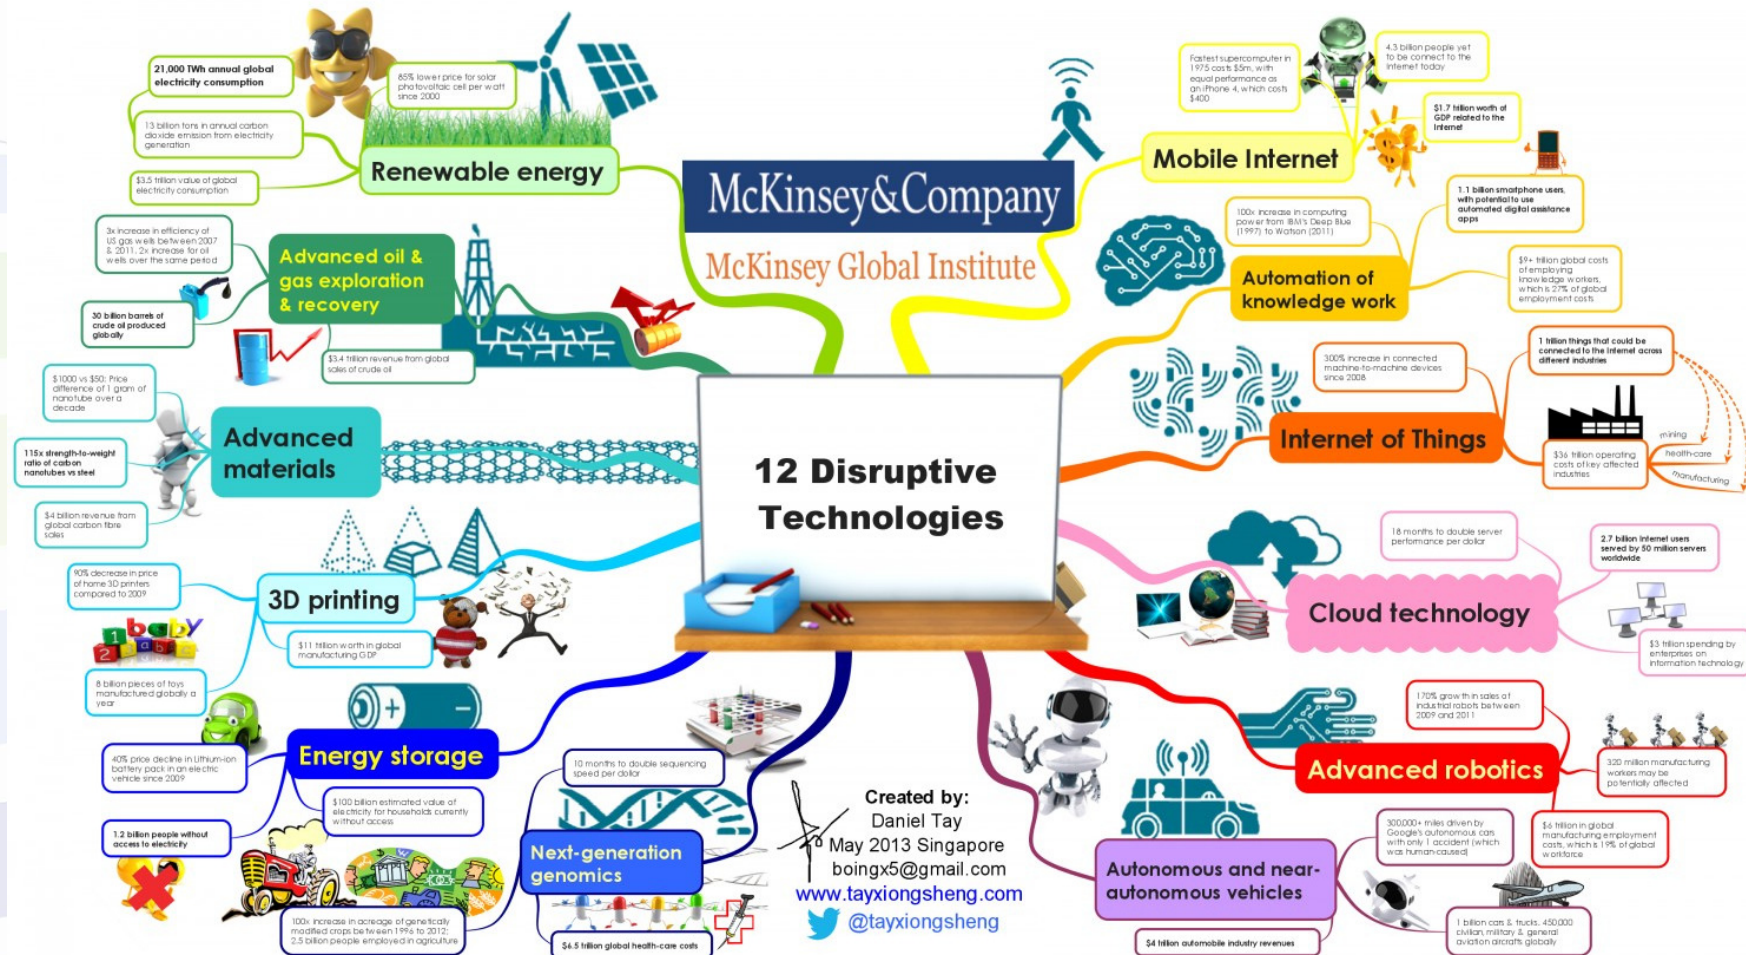 McKinsey&Company
McKinsey Global Institute
12 Disruptive
Technologies
Mobile Internet
Fastest supercomputer in
1975 costs $5m, with
equal performance as
an iPhone 4, which costs
$400
4.3 billion people yet
to be connect to the
Internet today
$1.7 trillion worth of
GDP related to the
Internet
Automation of
knowledge work
100x increase in computing
power from IBM's Deep Blue
(1997) to Watson (2011)
1.1 billion smartphone users,
with potential to use
automated digital assistance
apps
$9+ trillion global costs
of employing
knowledge workers,
which is 27% of global
employment costs
Internet of Things
300% increase in connected
machine-to-machine devices
since 2008
1 trillion things that could be
connected to the Internet across
different industries
$36 trillion operating
costs of key affected
industries
mining
health-care
manufacturing
Cloud technology
18 months to double server
performance per dollar
2.7 billion Internet users
served by 50 million servers
worldwide
$3 trillion spending by
enterprises on
information technology
Advanced robotics
170% growth in sales of
industrial robots between
2009 and 2011
320 million manufacturing
workers may be
potentially affected
$6 trillion in global
manufacturing employment
costs, which is 19% of global
workforce
Autonomous and near-
autonomous vehicles
300,000+ miles driven by
Google's autonomous cars
with only 1 accident (which
was human-caused)
1 billion cars & trucks, 450,000
civilian, military & general
aviation aircrafts globally
$4 trillion automobile industry revenues
Next-generation
genomics
10 months to double sequencing
speed per dollar
100x increase in acreage of genetically
modified crops between 1996 to 2012;
2.5 billion people employed in agriculture
$6.5 trillion global health-care costs
Energy storage
40% price decline in Lithium-ion
battery pack in an electric
vehicle since 2009
$100 billion estimated value of
electricity for households currently
without access
1.2 billion people without
access to electricity
3D printing
90% decrease in price
of home 3D printers
compared to 2009
$11 trillion worth in global
manufacturing GDP
8 billion pieces of toys
manufactured globally a
year
baby
1
2
Advanced
materials
$1000 vs $50: Price
difference of 1 gram of
nanotube over a
decade
115x strength-to-weight
ratio of carbon
nanotubes vs steel
$4 billion revenue from
global carbon fibre
sales
Advanced oil &
gas exploration
& recovery
3x increase in efficiency of
US gas wells between 2007
& 2011. 2x increase for oil
wells over the same period
30 billion barrels of
crude oil produced
globally
$3.4 trillion revenue from global
sales of crude oil
Renewable energy
21,000 TWh annual global
electricity consumption
85% lower price for solar
photovoltaic cell per watt
since 2000
13 billion tons in annual carbon
dioxide emission from electricity
generation
$3.5 trillion value of global
electricity consumption
Created by:
Daniel Tay
May 2013 Singapore
boingx5@gmail.com
www.tayxiongsheng.com
@tayxiongsheng